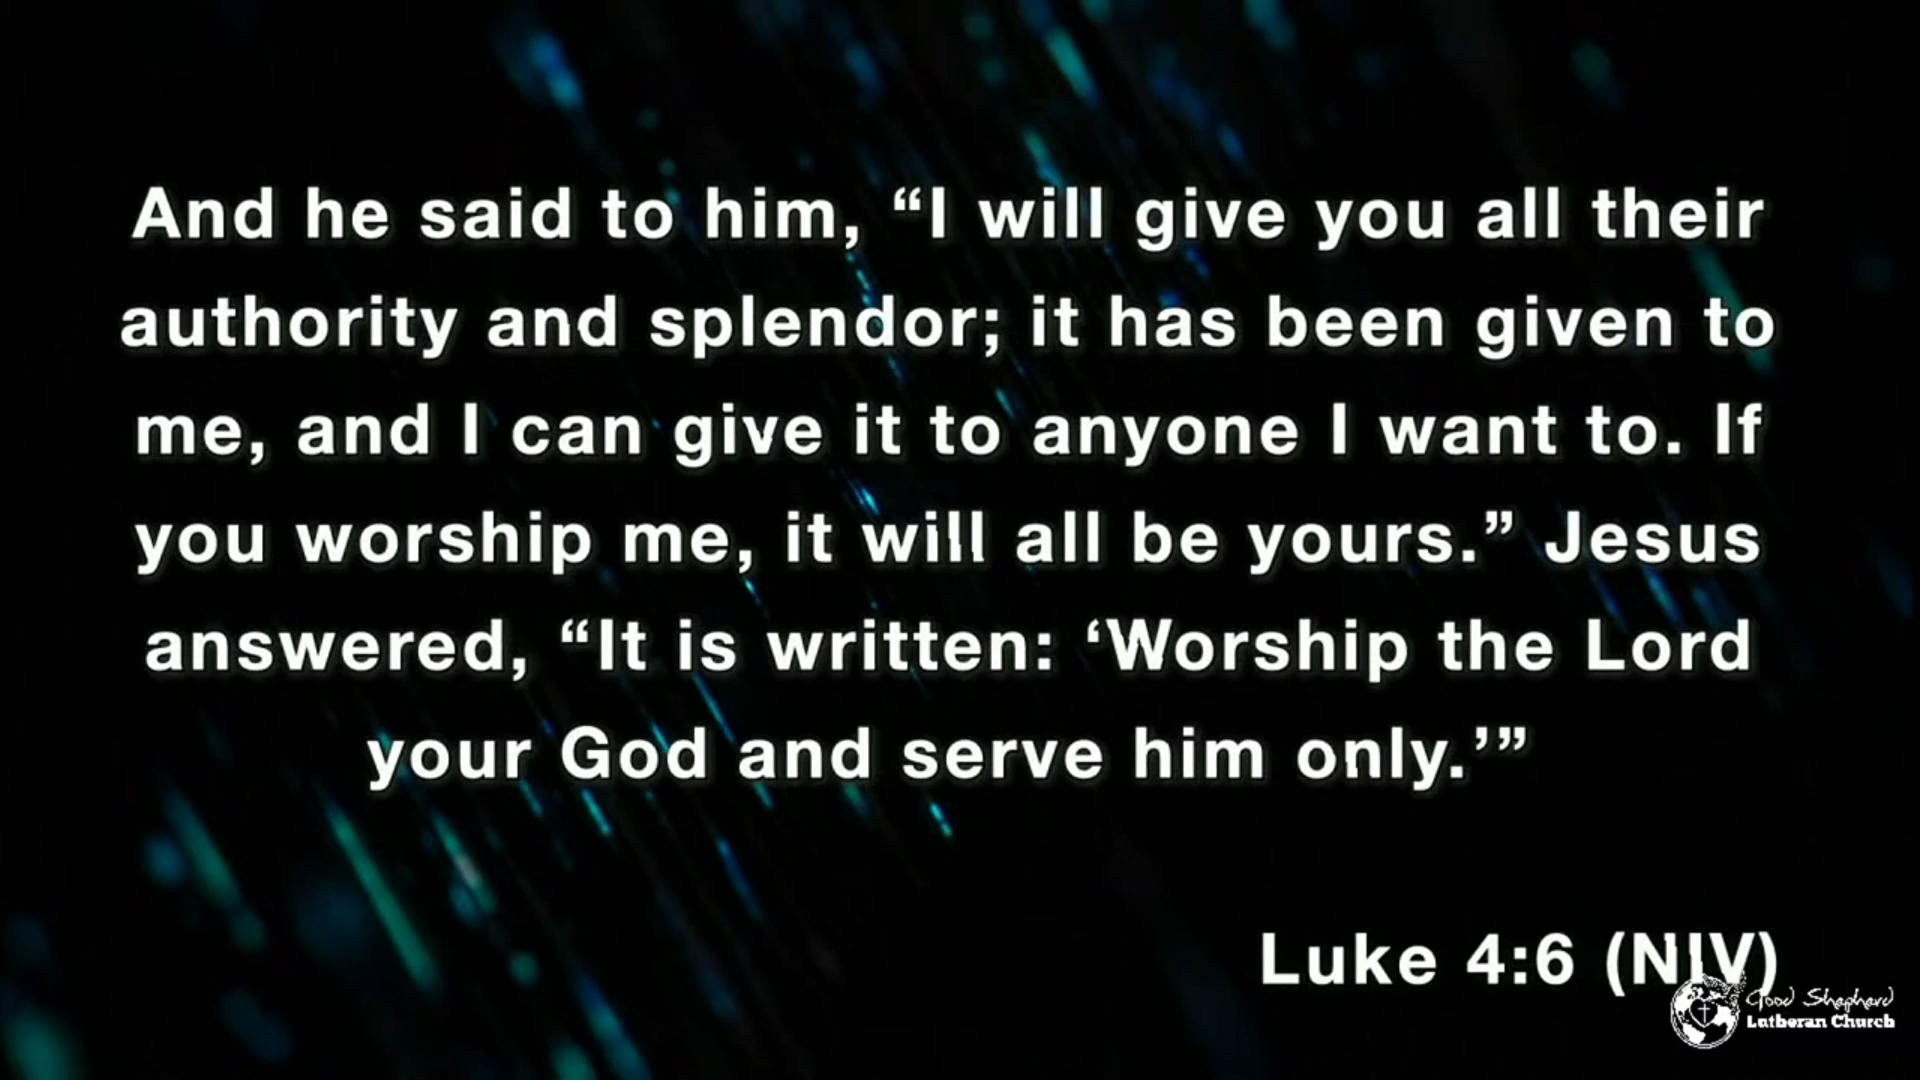 And he said to him, “I will give you all their
authority and splendor; it has been given to
me, and I can give it to anyone I want to. If
you worship me, it will all be yours.” Jesus
answered, “It is written: ‘Worship the Lord
your God and serve him only.’”
Luke 4:6 (NIV)
Good Shephard
Lutheran Church